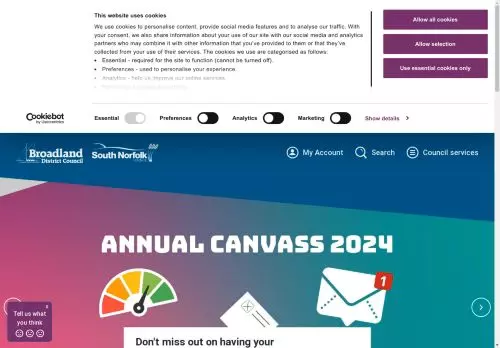 This website uses cookies
We use cookies to personalise content, provide social media features and to analyse our traffic. With
your consent, we also share information about your use of our site with our social media and analytics
partners who may combine it with other information that you've provided to them or that they've
collected from your use of their services. The cookies we use are categorised as follows:
Essential - required for the site to function (cannot be turned off).
Preferences - used to personalise your experience.
Analytics - help us improve our online services.
Allow all cookies
Allow selection
Use essential cookies only
Cookiebot
by Usercentrics
Essential
Preferences
Analytics
Marketing
Show details
Broadland
District Council
South Norfolk
COUNCIL
My Account
Search
Council services
ANNUAL CANVASS 2024
1
x
Tell us what
you think
Don't miss out on having your